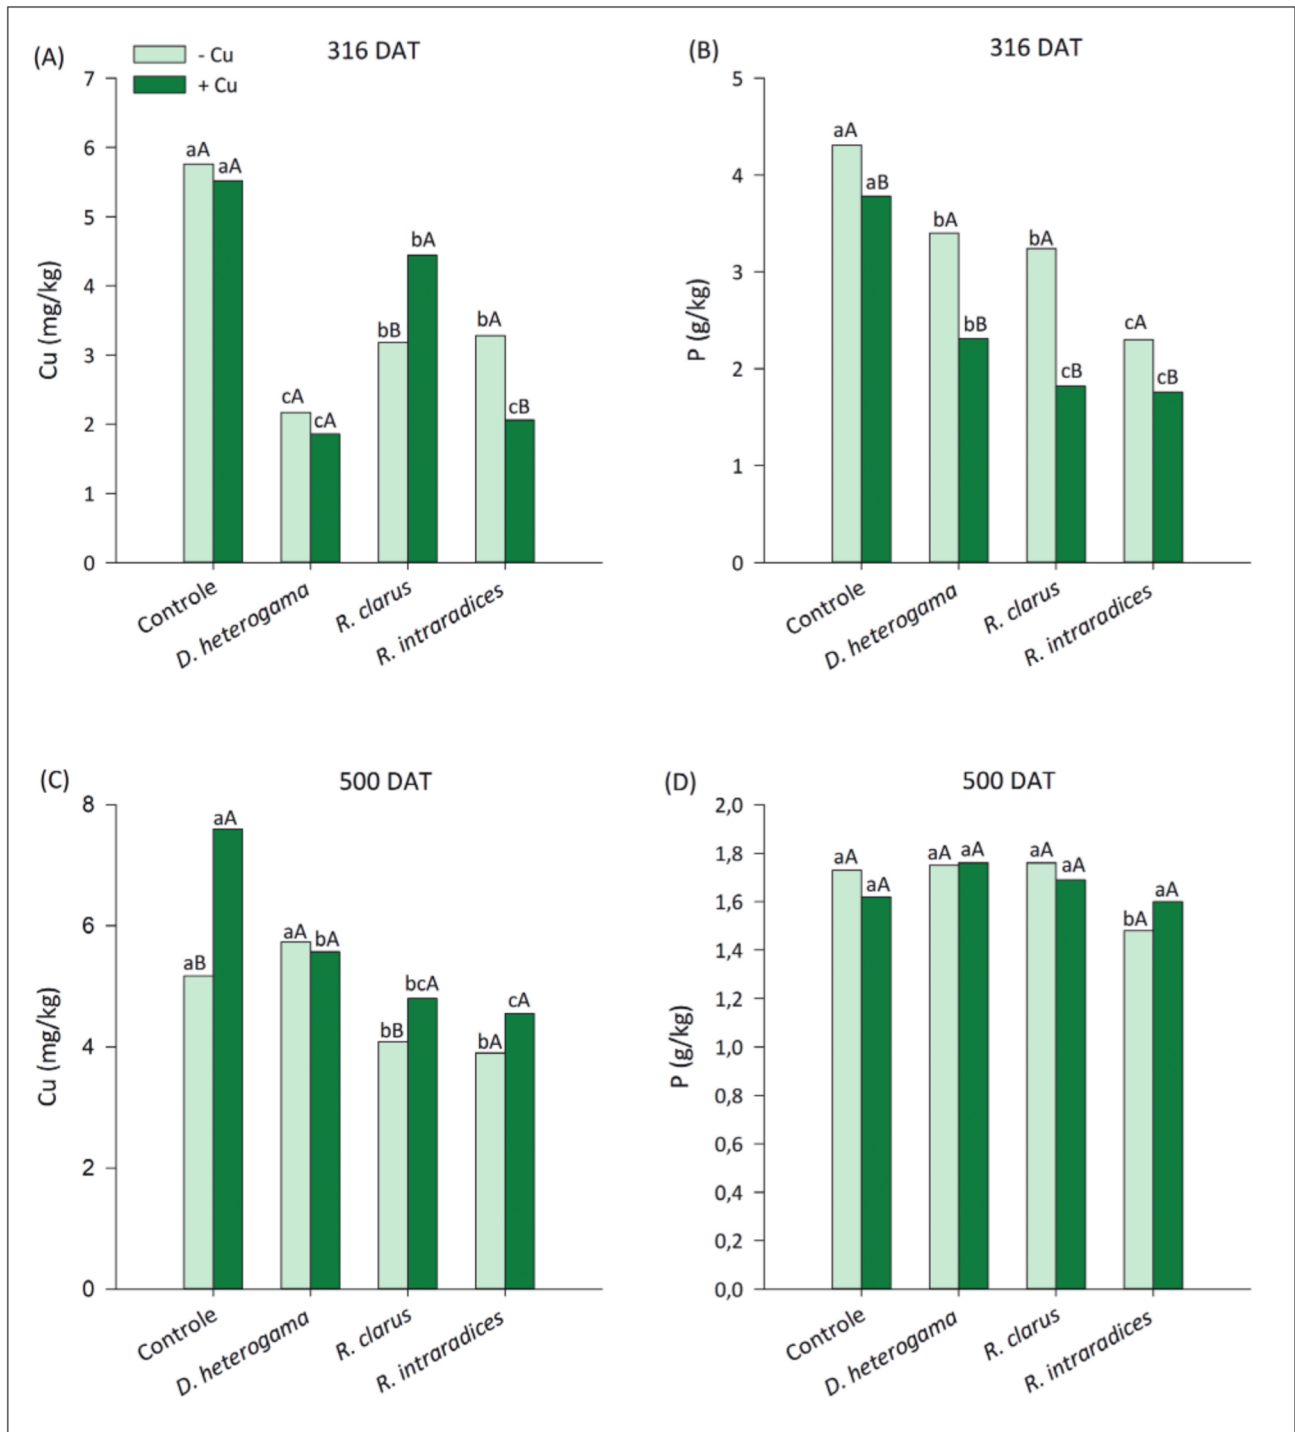 (A)
- Cu
+ Cu
316 DAT
7
6
5
4
3
2
1
0
Cu (mg/kg)
aA
aA
cA
cA
bB
bA
bA
cB
Controle
D. heterogama
R. clarus
R. intraradices
(B)
316 DAT
5
4
3
2
1
0
P (g/kg)
aA
aB
bA
bB
bA
cB
cA
cB
Controle
D. heterogama
R. clarus
R. intraradices
(C)
500 DAT
8
6
4
2
0
Cu (mg/kg)
aB
aA
aA
bA
bB
bcA
bA
cA
Controle
D. heterogama
R. clarus
R. intraradices
(D)
500 DAT
2,0
1,8
1,6
1,4
1,2
1,0
0,8
0,6
0,4
0,2
0,0
P (g/kg)
aA
aA
aA
aA
aA
aA
bA
aA
Controle
D. heterogama
R. clarus
R. intraradices